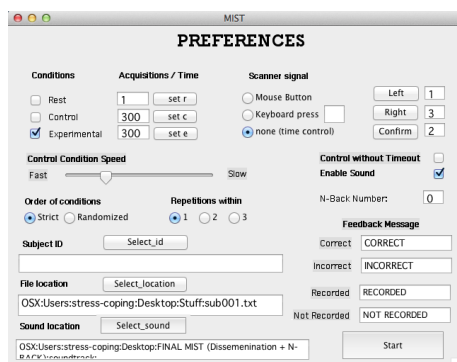 MIST
PREFERENCES
Conditions Acquisitions / Time Scanner signal
Rest 1 set r Mouse Button Left 1
Control 300 set c Keyboard press Right 3
Experimental 300 set e none (time control) Confirm 2
Control Condition Speed Control without Timeout
Fast Slow Enable Sound
Order of conditions Repetitions within N-Back Number: 0
Strict Randomized 1 2 3
Feedback Message
Subject ID Select_id Correct CORRECT
Incorrect INCORRECT
File location Select_location
OSX:Users:stress-coping:Desktop:Stuff:sub001.txt Recorded RECORDED
Not Recorded NOT RECORDED
Sound location Select_sound
OSX:Users:stress-coping:Desktop:FINAL MIST (Dissemenination + N-
BACK):soundtrack:
Start